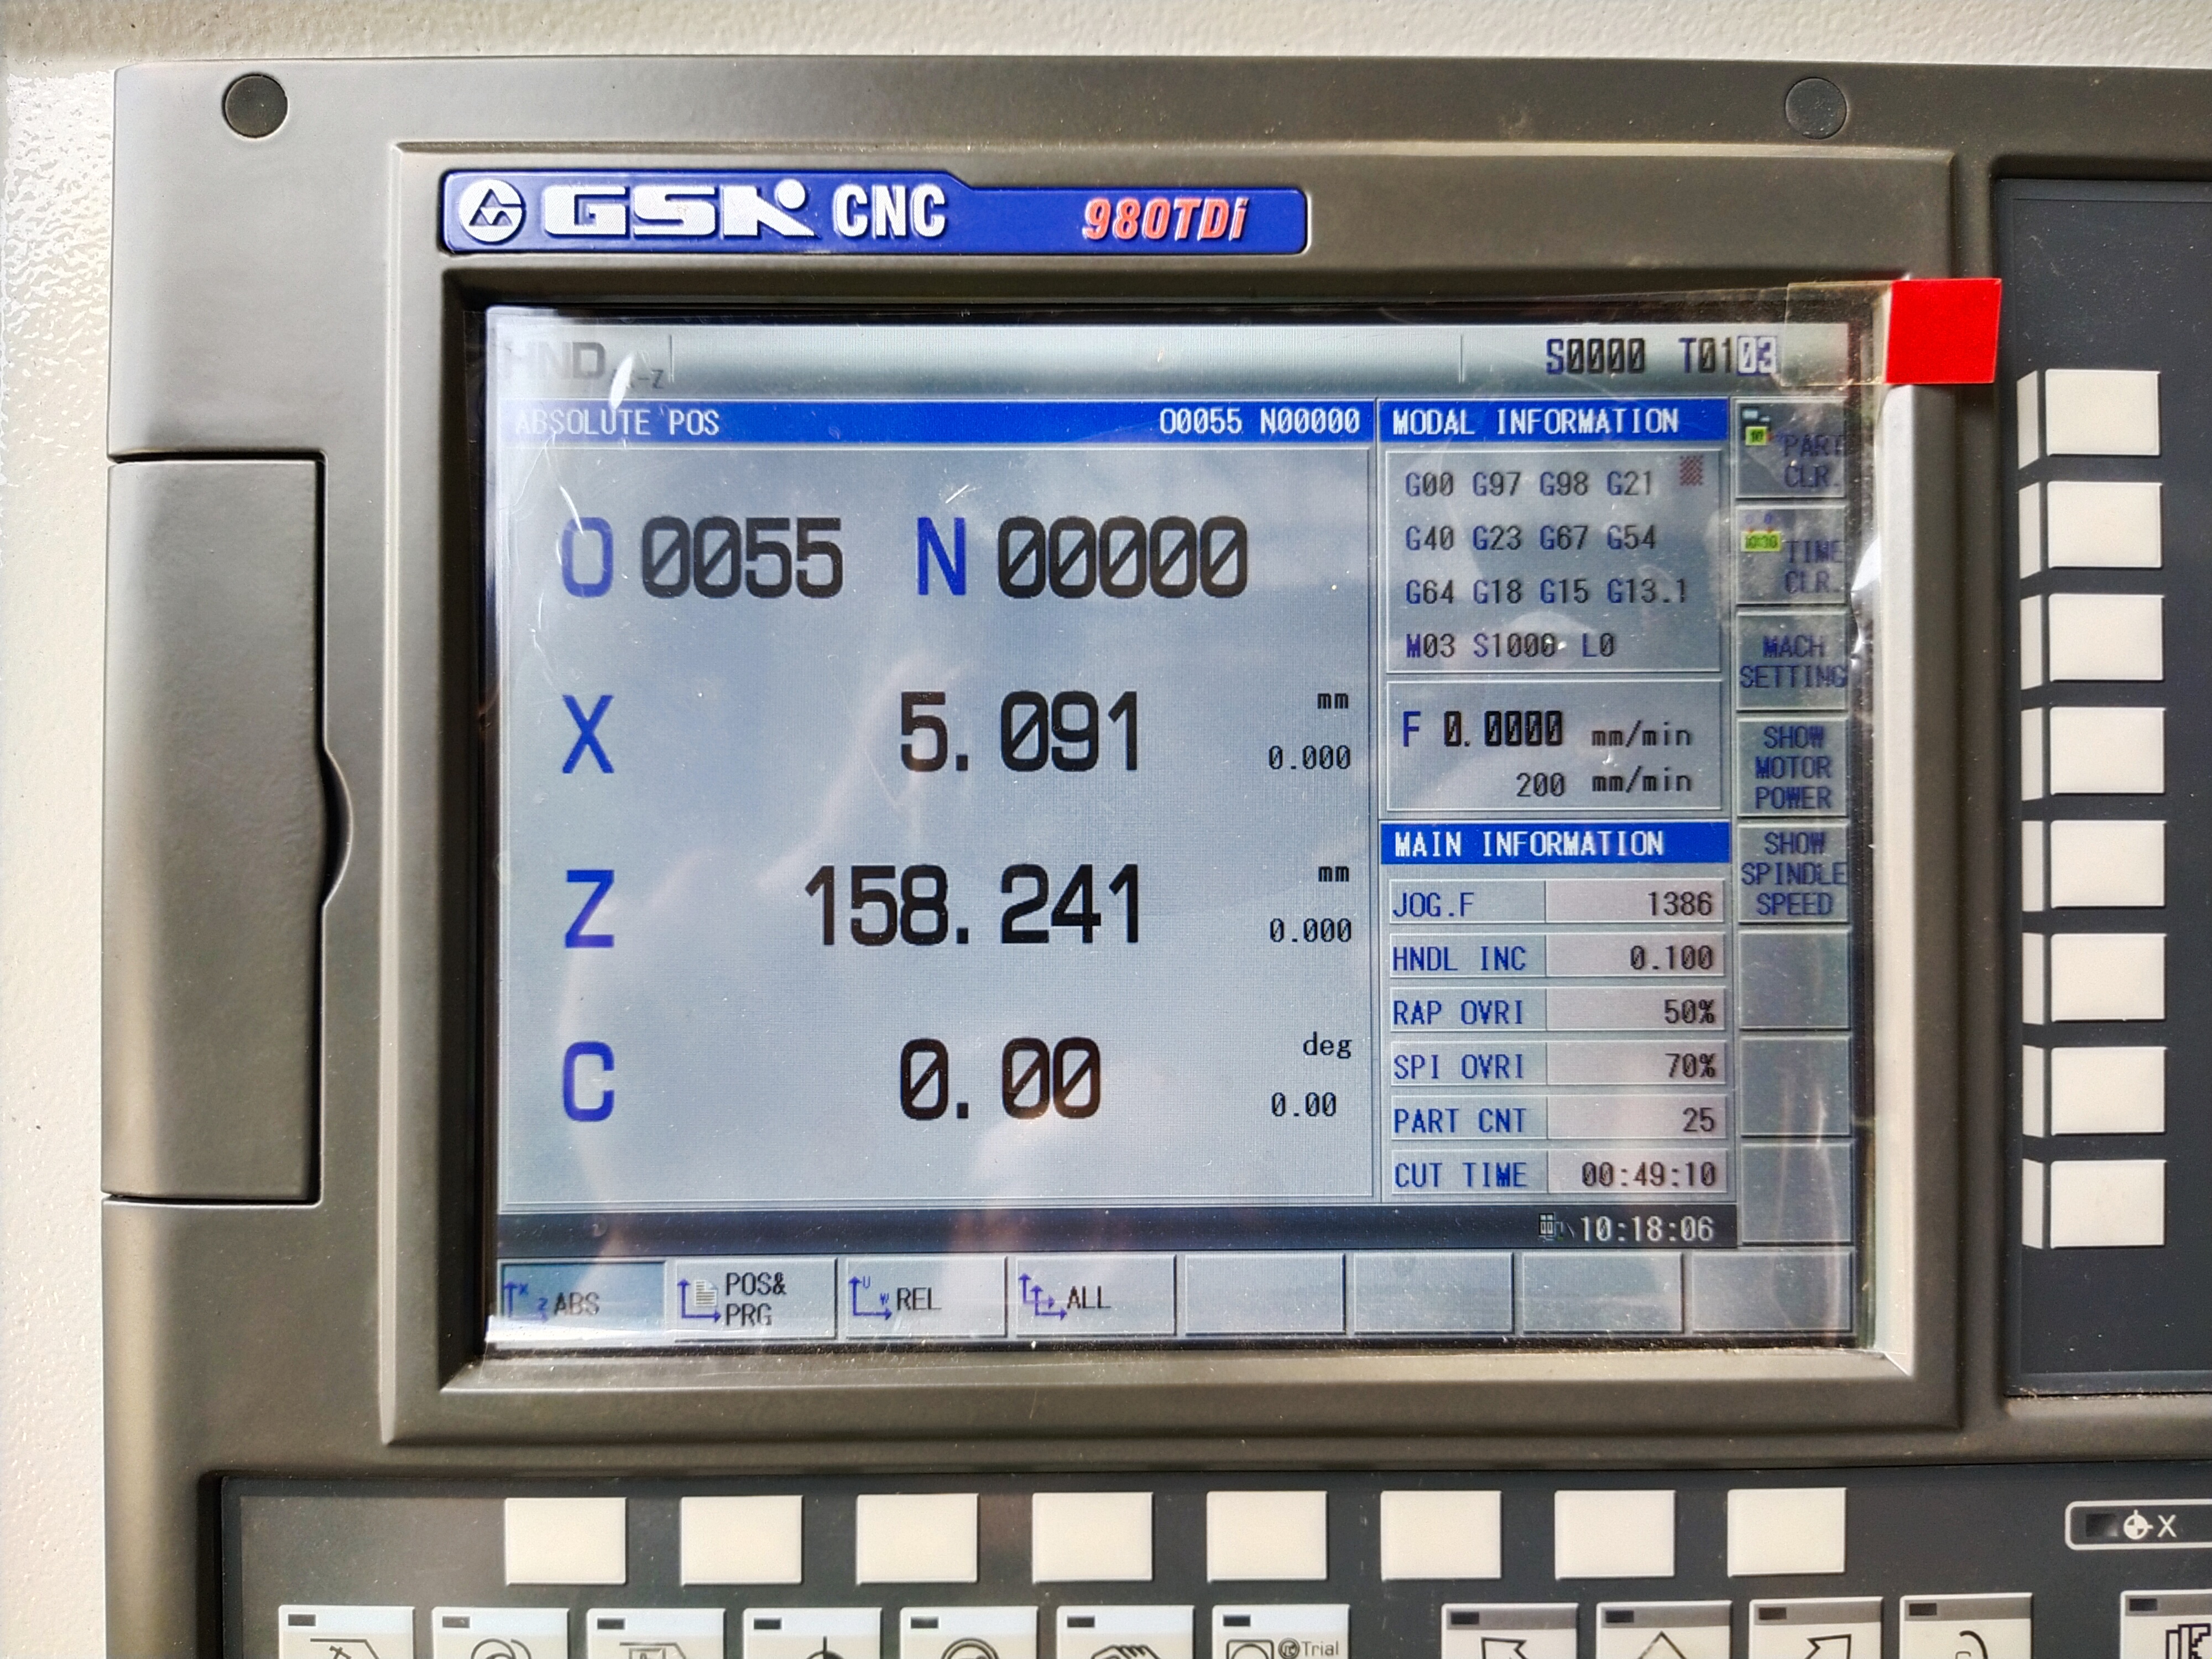 GSK CNC 980TDi
HND X-Z S0000 T0103
ABSOLUTE POS O0055 N00000
O 0055 N 00000
X 5.091 mm
0.000
Z 158.241 mm
0.000
C 0.00 deg
0.00
MODAL INFORMATION
G00 G97 G98 G21
G40 G23 G67 G54
G64 G18 G15 G13.1
M03 S1000 L0
F 0.0000 mm/min
200 mm/min
MAIN INFORMATION
JOG.F 1386
HNDL INC 0.100
RAP OVRI 50%
SPI OVRI 70%
PART CNT 25
CUT TIME 00:49:10
10:18:06
PART
CLR.
TIME
CLR.
MACH
SETTING
SHOW
MOTOR
POWER
SHOW
SPINDLE
SPEED
ABS
POS&
PRG
REL
ALL
X
Trial